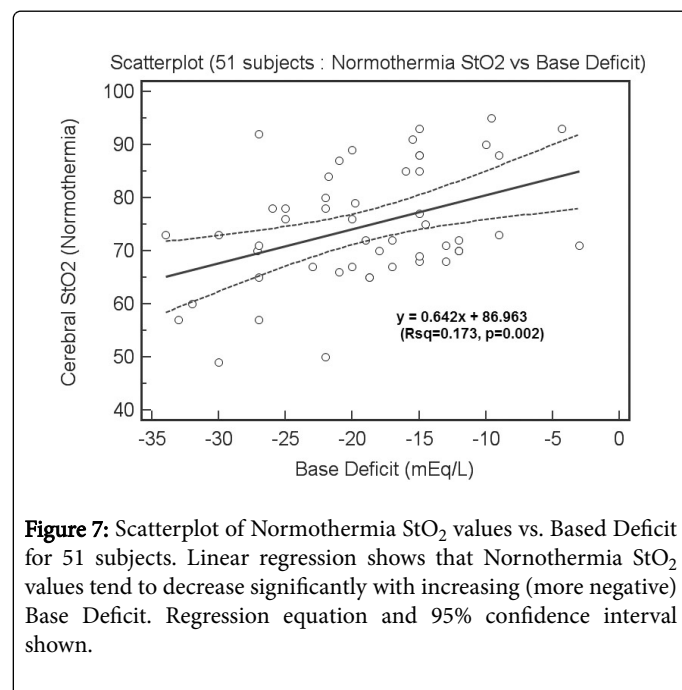 Scatterplot (51 subjects : Normothermia StO2 vs Base Deficit)
100
90
80
70
60
50
40
Cerebral StO2 (Normothermia)
y = 0.642x + 86.963
(Rsq=0.173, p=0.002)
-35 -30 -25 -20 -15 -10 -5 0
Base Deficit (mEq/L)
Figure 7: Scatterplot of Normothermia StO₂ values vs. Based Deficit
for 51 subjects. Linear regression shows that Nornothermia StO₂
values tend to decrease significantly with increasing (more negative)
Base Deficit. Regression equation and 95% confidence interval
shown.